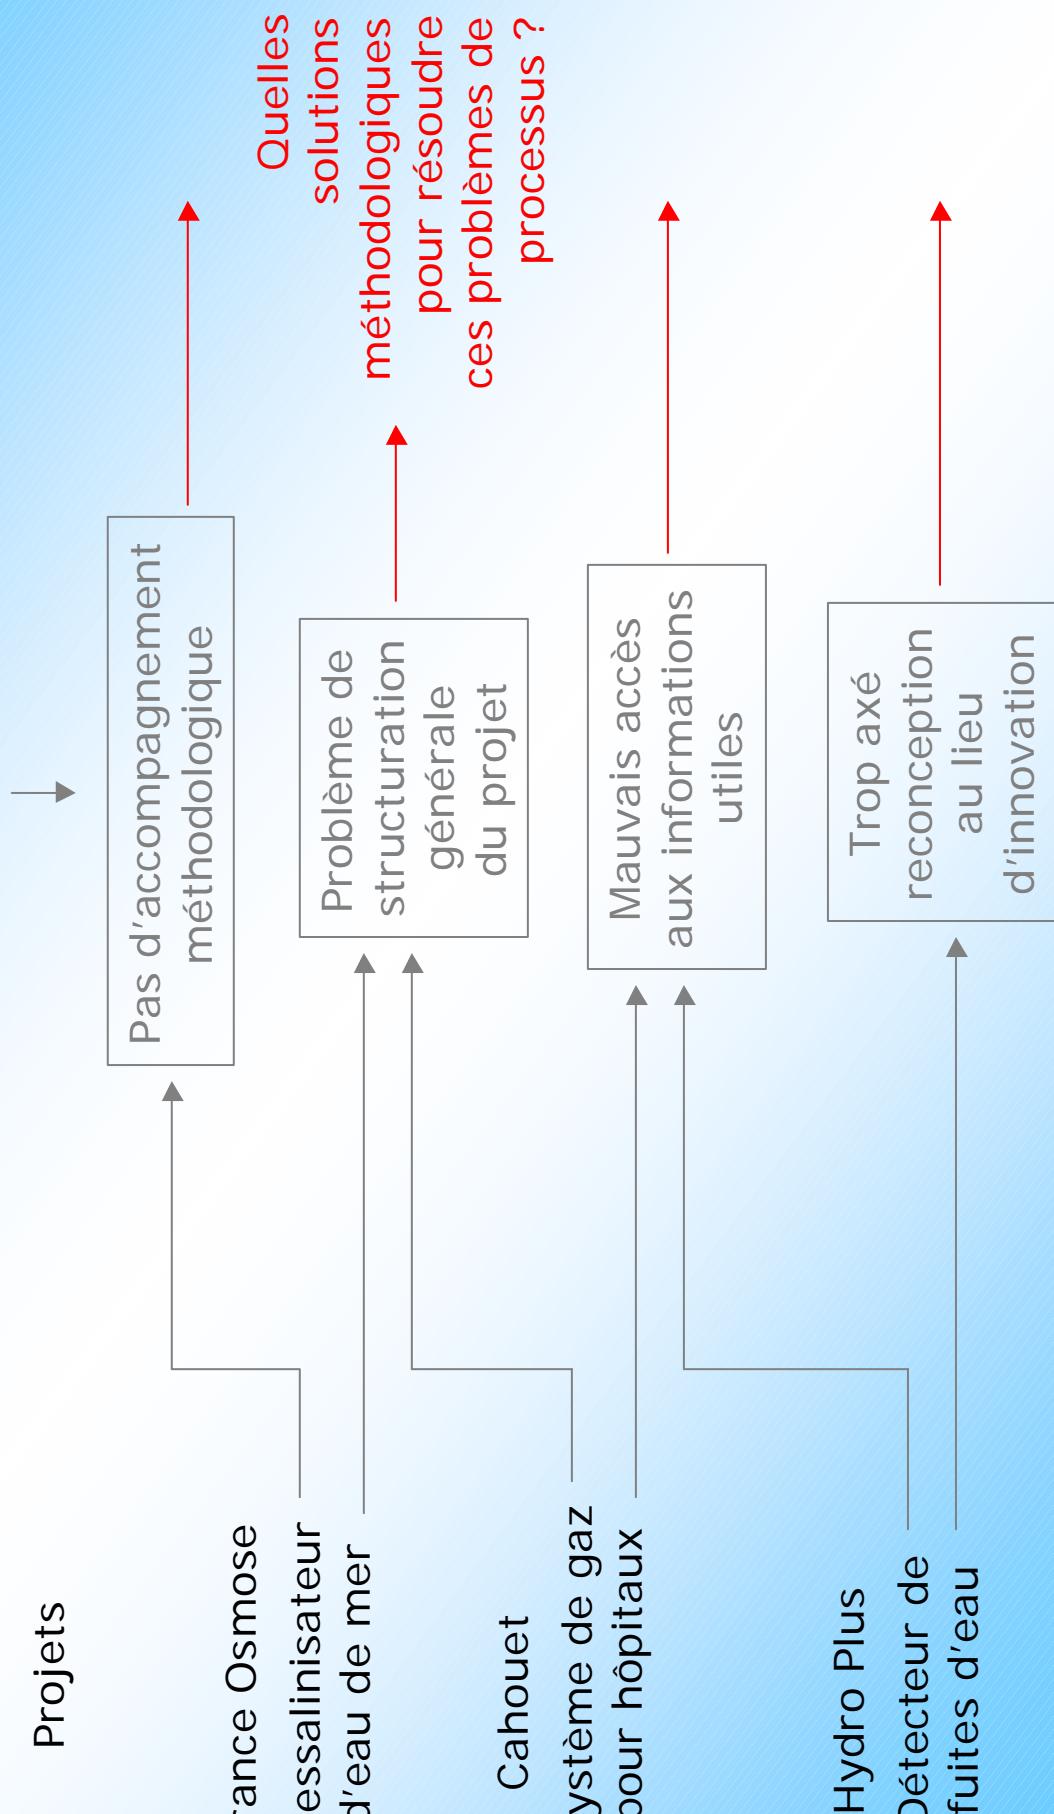 Projets
rance Osmose
essalinisateur
d'eau de mer
Cahouet
ystème de gaz
pour hôpitaux
Hydro Plus
Détecteur de
fuites d'eau
Pas d'accompagnement
méthodologique
Problème de
structuration
générale
du projet
Mauvais accès
aux informations
utiles
Trop axé
reconception
au lieu
d'innovation
Quelles
solutions
méthodologiques
pour résoudre
ces problèmes de
processus ?